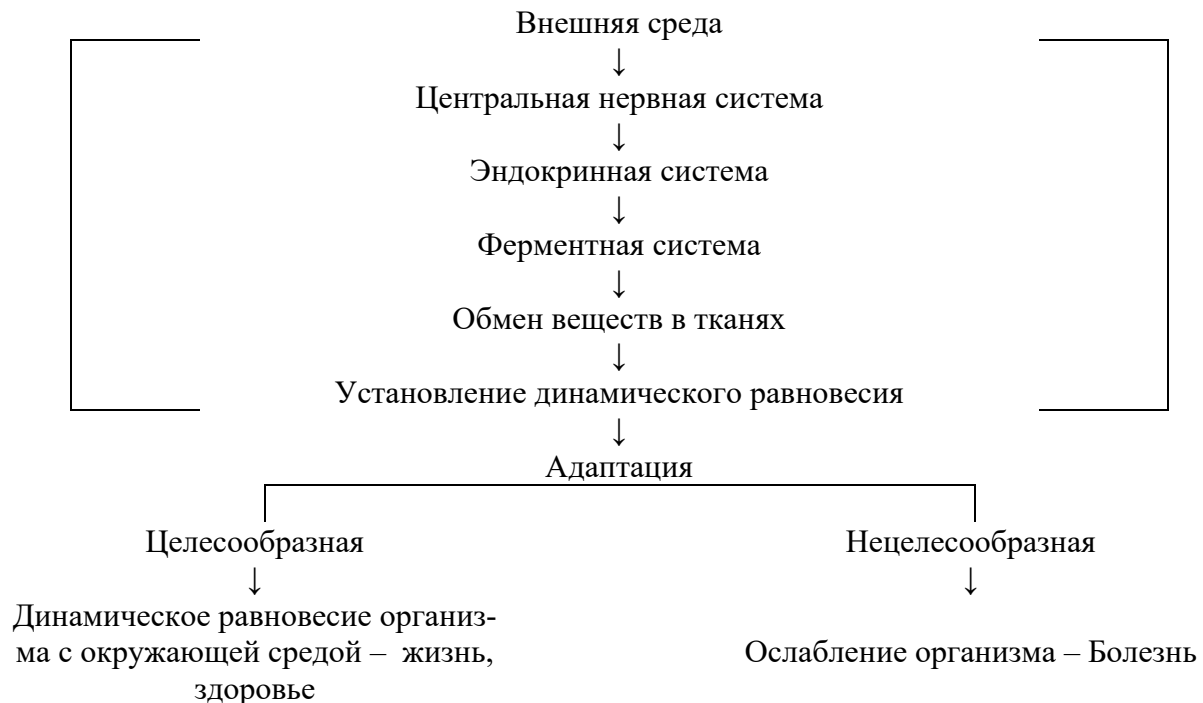 Внешняя среда
↓
Центральная нервная система
↓
Эндокринная система
↓
Ферментная система
↓
Обмен веществ в тканях
↓
Установление динамического равновесия
↓
Адаптация
Целесообразная
↓
Динамическое равновесие организ-
ма с окружающей средой – жизнь,
здоровье
Нецелесообразная
↓
Ослабление организма – Болезнь